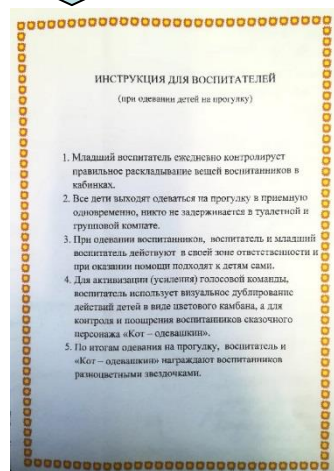 ИНСТРУКЦИЯ ДЛЯ ВОСПИТАТЕЛЕЙ
(при одевании детей на прогулку)
1. Младший воспитатель ежедневно контролирует
правильное раскладывание вещей воспитанников в
кабинках.
2. Все дети выходят одеваться на прогулку в приемную
одновременно, никто не задерживается в туалетной и
групповой комнате.
3. При одевании воспитанников, воспитатель и младший
воспитатель действуют в своей зоне ответственности и
при оказании помощи подходят к детям сами.
4. Для активизации (усиления) голосовой команды,
воспитатель использует визуальное дублирование
действий детей в виде цветового канбана, а для
контроля и поощрения воспитанников сказочного
персонажа «Кот – одевашкин».
5. По итогам одевания на прогулку, воспитатель и
«Кот – одевашкин» награждают воспитанников
разноцветными звездочками.